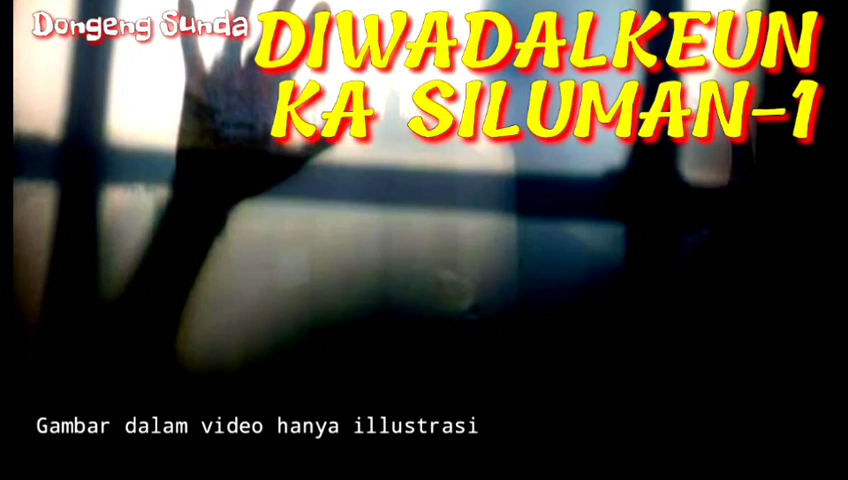 Dongeng Sunda
DIWADALKEUN
KA SILUMAN-1
Gambar dalam video hanya illustrasi